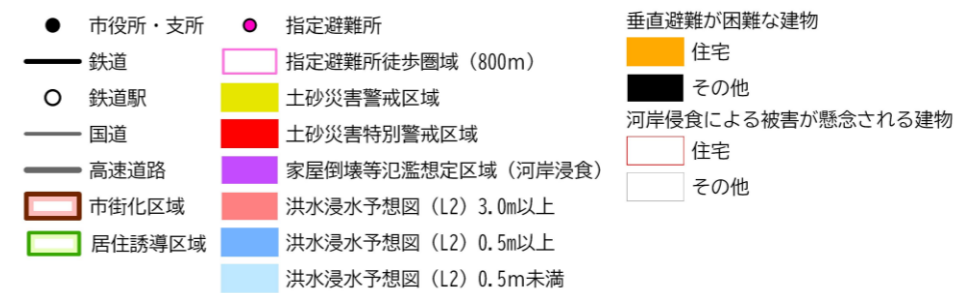 市役所・支所
鉄道
鉄道駅
国道
高速道路
市街化区域
居住誘導区域
指定避難所
指定避難所徒歩圏域（800m）
土砂災害警戒区域
土砂災害特別警戒区域
家屋倒壊等氾濫想定区域（河岸浸食）
洪水浸水予想図（L2）3.0m以上
洪水浸水予想図（L2）0.5m以上
洪水浸水予想図（L2）0.5m未満
垂直避難が困難な建物
住宅
その他
河岸侵食による被害が懸念される建物
住宅
その他